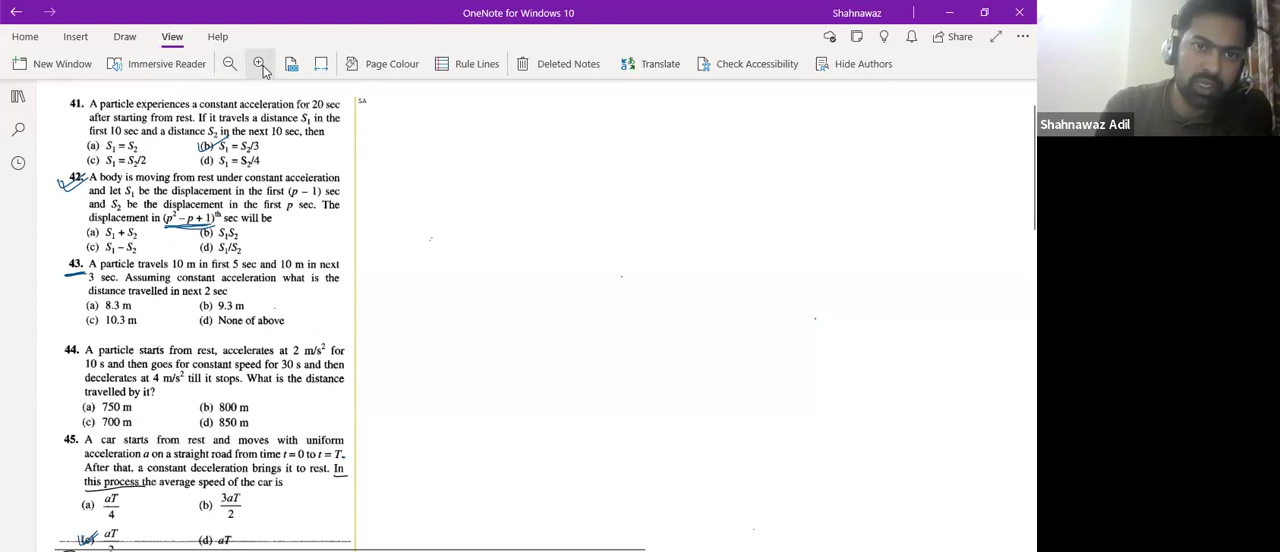 OneNote for Windows 10
Shahnawaz
Home Insert Draw View Help
Share
New Window Immersive Reader Page Colour Rule Lines Deleted Notes Translate Check Accessibility Hide Authors
Shahnawaz Adil
SA
41. A particle experiences a constant acceleration for 20 sec
after starting from rest. If it travels a distance S₁ in the
first 10 sec and a distance S₂ in the next 10 sec, then
(a) S₁ = S₂ (b) S₁ = S₂/3
(c) S₁ = S₂/2 (d) S₁ = S₂/4
42. A body is moving from rest under constant acceleration
and let S₁ be the displacement in the first (p − 1) sec
and S₂ be the displacement in the first p sec. The
displacement in (p² − p + 1)ᵗʰ sec will be
(a) S₁ + S₂ (b) S₁S₂
(c) S₁ − S₂ (d) S₁/S₂
43. A particle travels 10 m in first 5 sec and 10 m in next
3 sec. Assuming constant acceleration what is the
distance travelled in next 2 sec
(a) 8.3 m (b) 9.3 m
(c) 10.3 m (d) None of above
44. A particle starts from rest, accelerates at 2 m/s² for
10 s and then goes for constant speed for 30 s and then
decelerates at 4 m/s² till it stops. What is the distance
travelled by it?
(a) 750 m (b) 800 m
(c) 700 m (d) 850 m
45. A car starts from rest and moves with uniform
acceleration a on a straight road from time t = 0 to t = T.
After that, a constant deceleration brings it to rest. In
this process the average speed of the car is
(a) aT/4 (b) 3aT/2
(c) aT/2 (d) aT